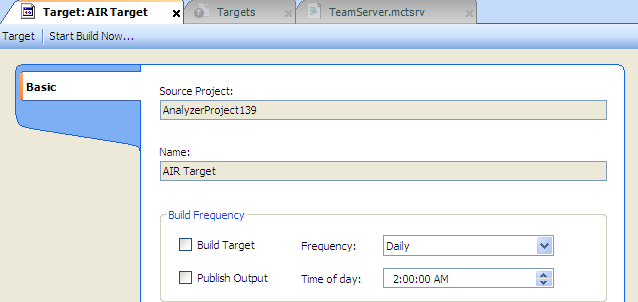 Target: AIR Target
Targets
TeamServer.mctsrv
Target
Start Build Now...
Basic
Source Project:
AnalyzerProject139
Name:
AIR Target
Build Frequency
Build Target
Frequency:
Daily
Publish Output
Time of day:
2:00:00 AM